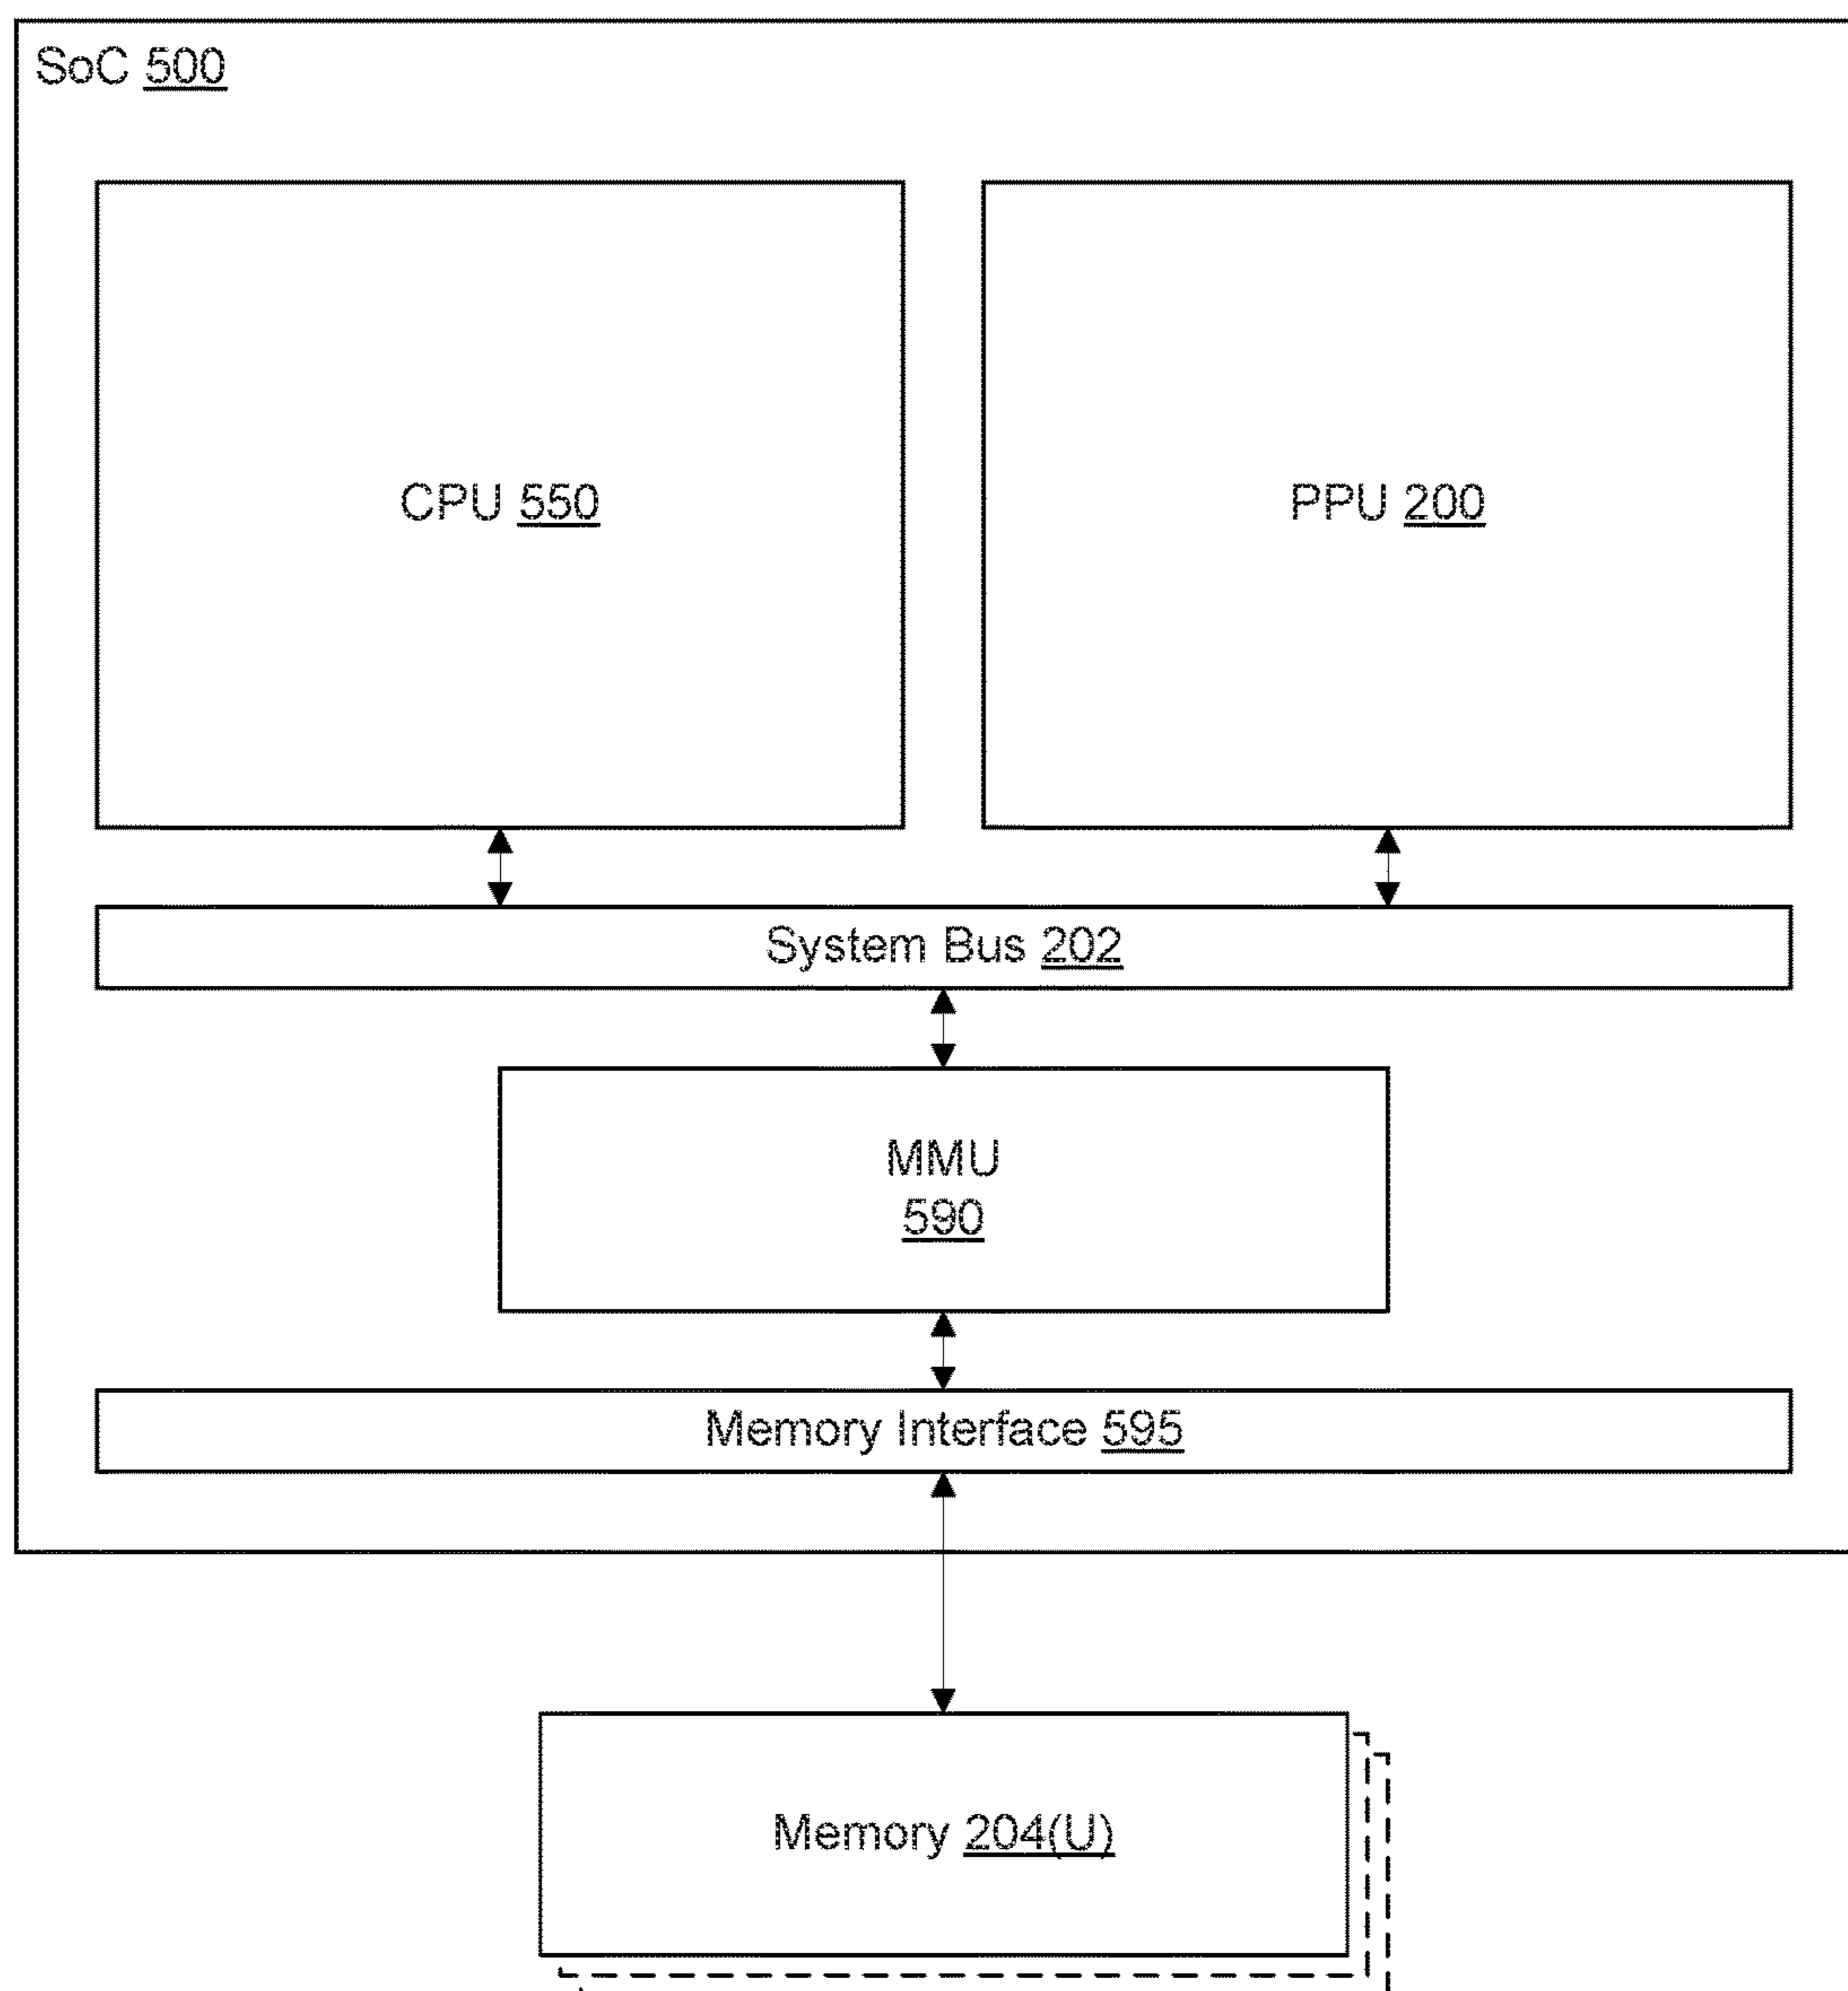 SoC 500
CPU 550
PPU 200
System Bus 202
MMU
590
Memory Interface 595
Memory 204(U)